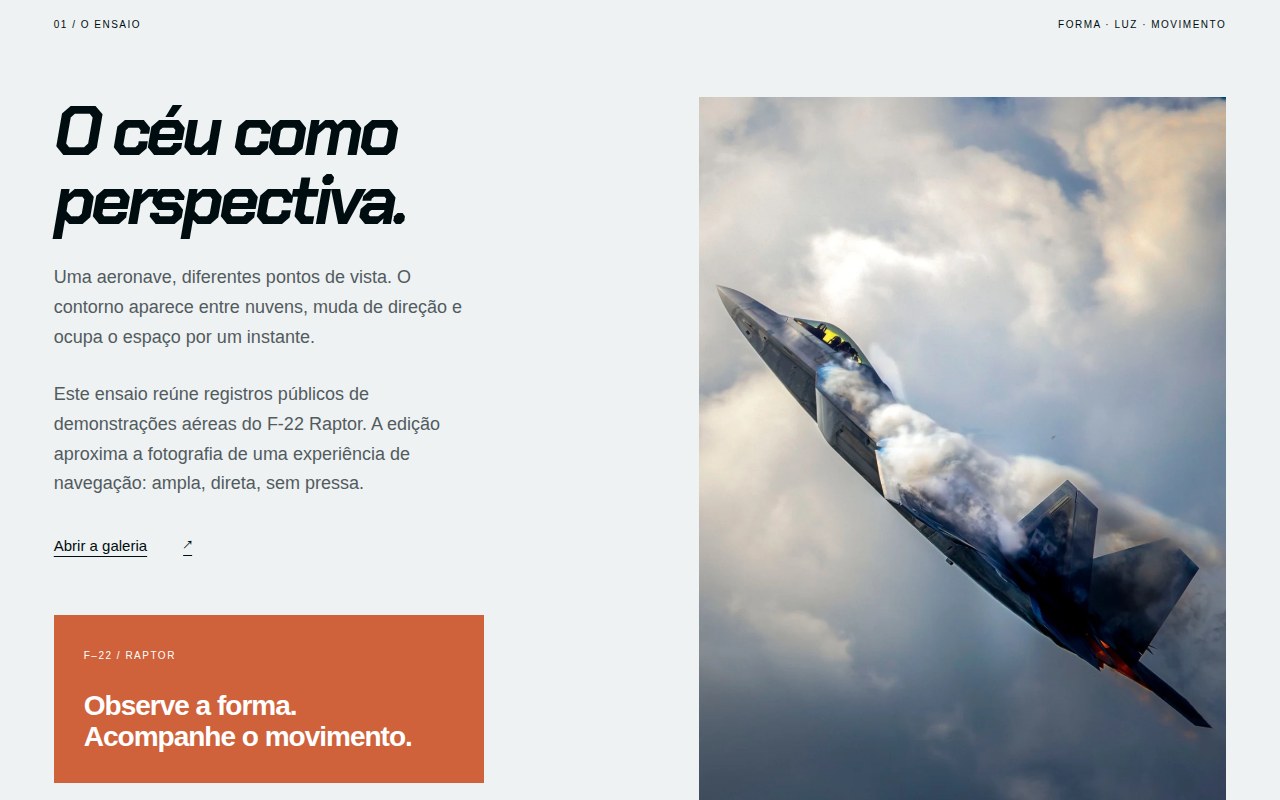 01 / O ENSAIO
FORMA · LUZ · MOVIMENTO
O céu como
perspectiva.
Uma aeronave, diferentes pontos de vista. O
contorno aparece entre nuvens, muda de direção e
ocupa o espaço por um instante.
Este ensaio reúne registros públicos de
demonstrações aéreas do F-22 Raptor. A edição
aproxima a fotografia de uma experiência de
navegação: ampla, direta, sem pressa.
Abrir a galeria ↗
F–22 / RAPTOR
Observe a forma.
Acompanhe o movimento.